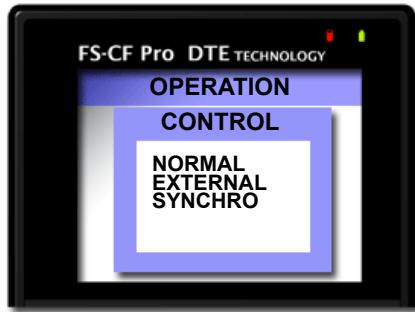 FS-CF Pro DTE TECHNOLOGY
OPERATION
CONTROL
NORMAL
EXTERNAL
SYNCHRO